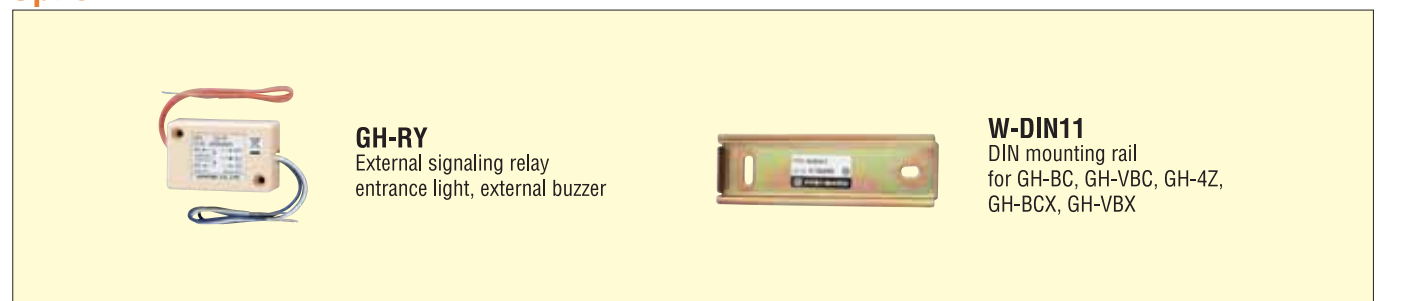 GH-RY
External signaling relay
entrance light, external buzzer
W-DIN11
DIN mounting rail
for GH-BC, GH-VBC, GH-4Z,
GH-BCX, GH-VBX